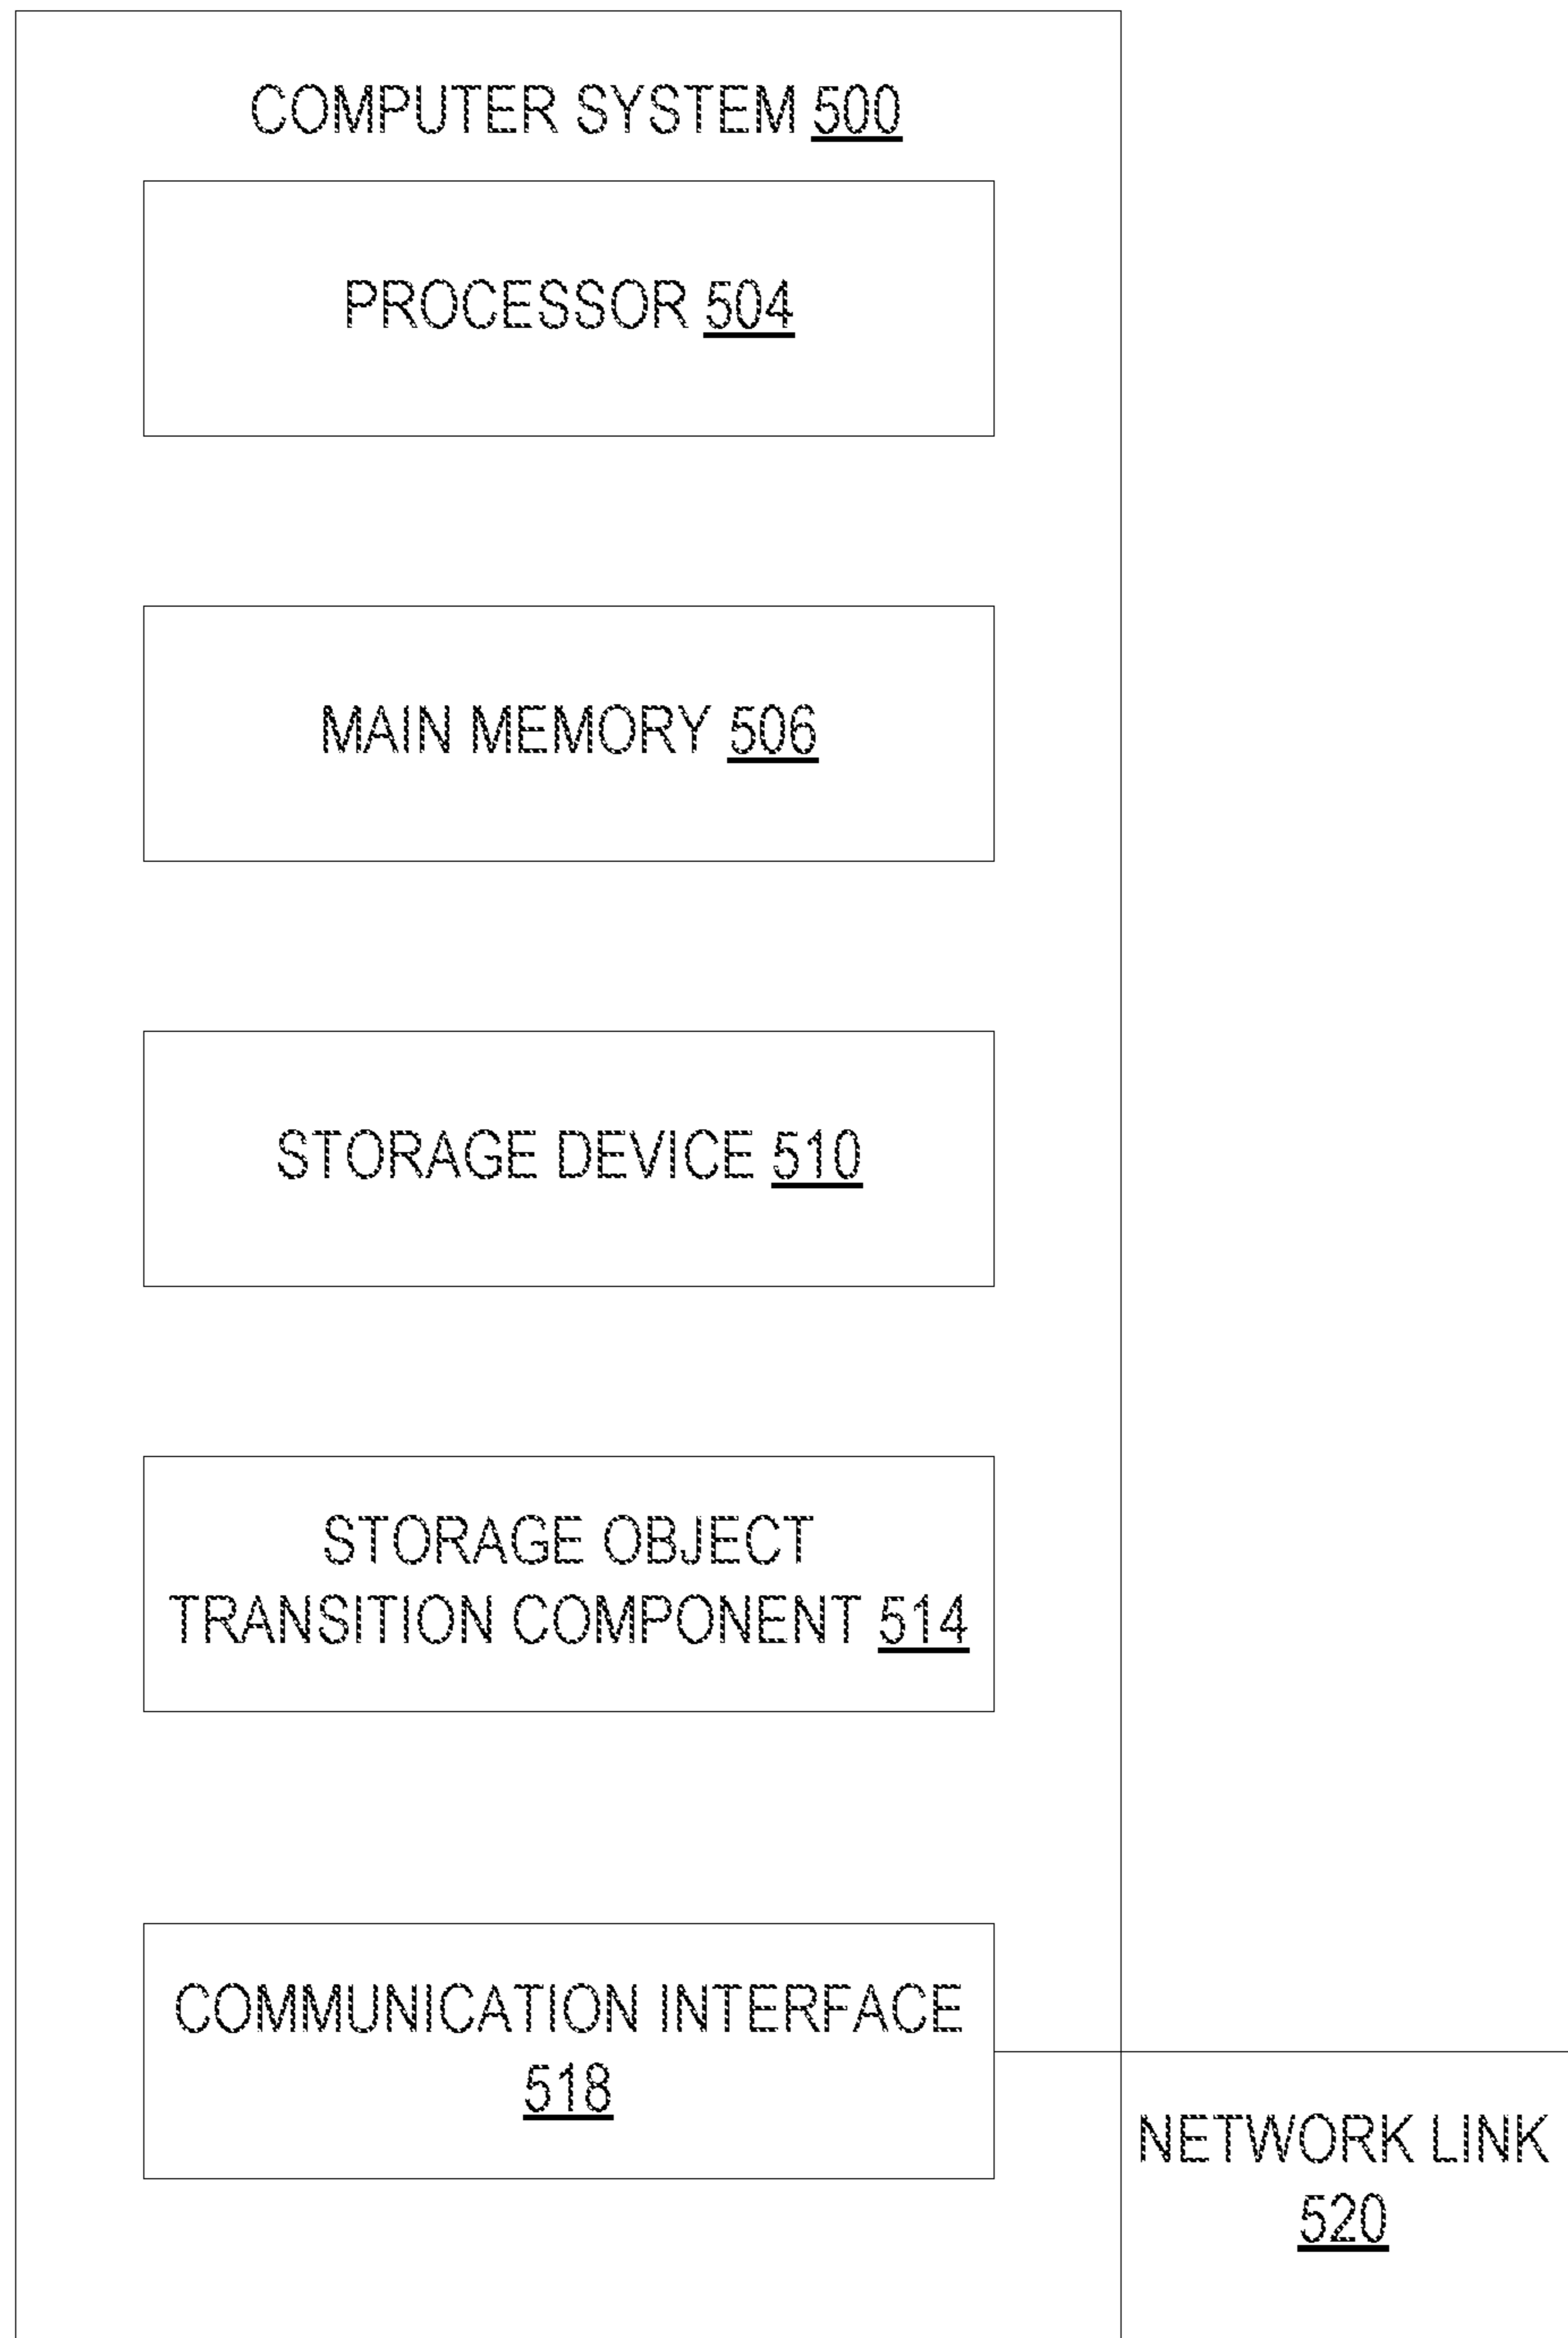 COMPUTER SYSTEM 500
PROCESSOR 504
MAIN MEMORY 506
STORAGE DEVICE 510
STORAGE OBJECT
TRANSITION COMPONENT 514
COMMUNICATION INTERFACE
518
NETWORK LINK
520